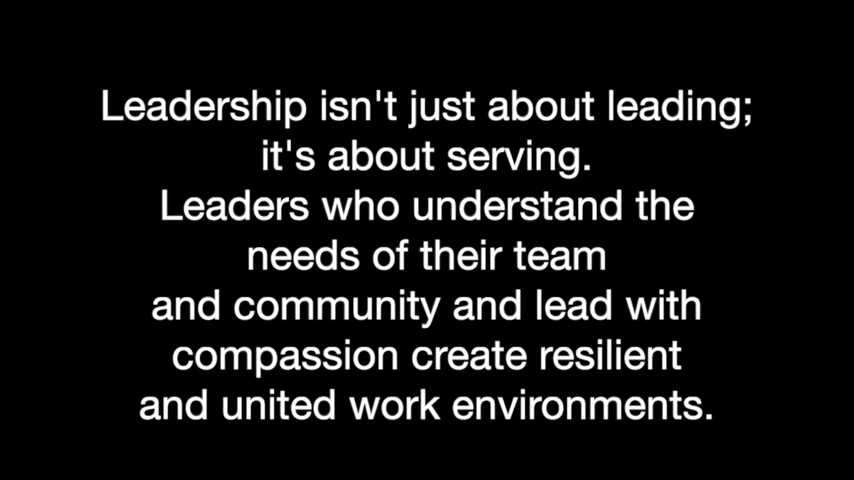 Leadership isn't just about leading;
it's about serving.
Leaders who understand the
needs of their team
and community and lead with
compassion create resilient
and united work environments.